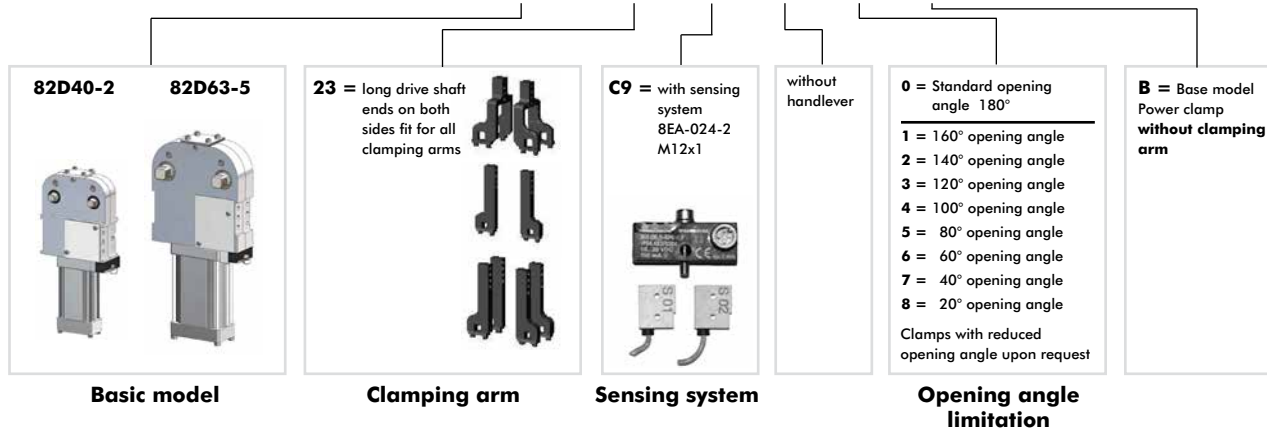 82D40-2 82D63-5
23 = long drive shaft
ends on both
sides fit for all
clamping arms
C9 = with sensing
system
8EA-024-2
M12x1
S 01
S 02
without
handlever
0 = Standard opening
angle 180°
1 = 160° opening angle
2 = 140° opening angle
3 = 120° opening angle
4 = 100° opening angle
5 = 80° opening angle
6 = 60° opening angle
7 = 40° opening angle
8 = 20° opening angle
Clamps with reduced
opening angle upon request
B = Base model
Power clamp
without clamping
arm
Basic model
Clamping arm
Sensing system
Opening angle
limitation